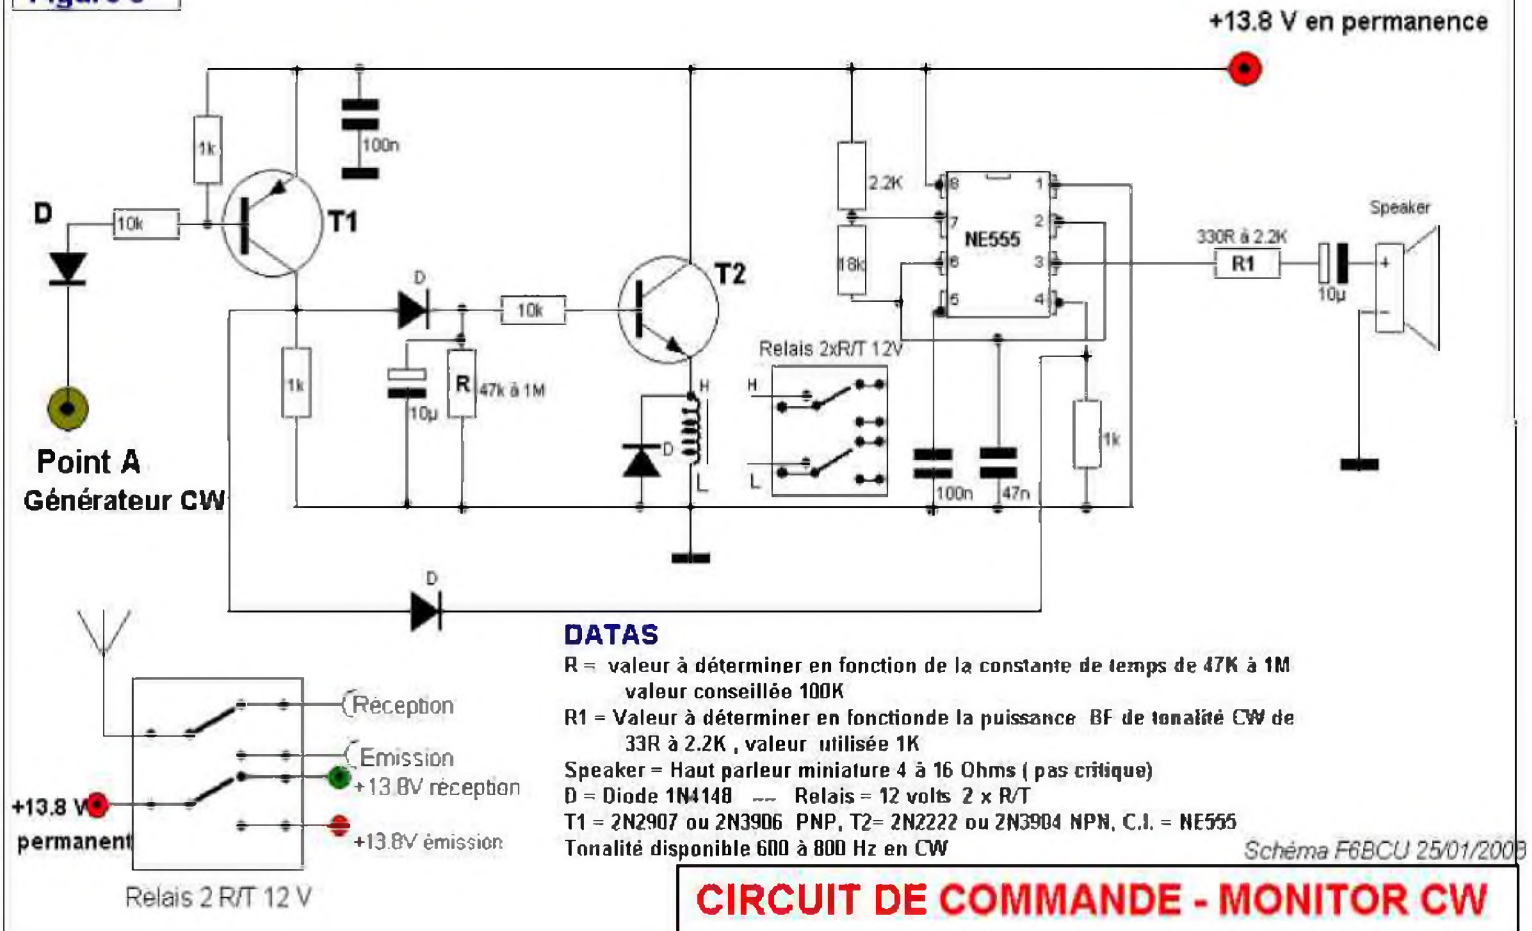 +13.8 V en permanence
1k
100n
D
10k
T1
2.2K
8
1
7
2
NE555
6
3
5
4
18k
Speaker
330R à 2.2K
R1
10µ
+
-
D
10k
T2
1k
R
47k à 1M
10µ
Relais 2xR/T 12V
H
H
D
L
L
100n
47n
1k
Point A
Générateur CW
D
DATAS
R = valeur à déterminer en fonction de la constante de temps de 47K à 1M
valeur conseillée 100K
R1 = Valeur à déterminer en fonctionde la puissance BF de tonalité CW de
33R à 2.2K , valeur utilisée 1K
Speaker = Haut parleur miniature 4 à 16 Ohms ( pas critique)
D = Diode 1N4148 --- Relais = 12 volts 2 x R/T
T1 = 2N2907 ou 2N3906 PNP, T2= 2N2222 ou 2N3904 NPN, C.I. = NE555
Tonalité disponible 600 à 800 Hz en CW
Réception
Emission
+13.8V réception
+13.8 V
permanent
+13.8V émission
Relais 2 R/T 12 V
Schéma F6BCU 25/01/2008
CIRCUIT DE COMMANDE - MONITOR CW